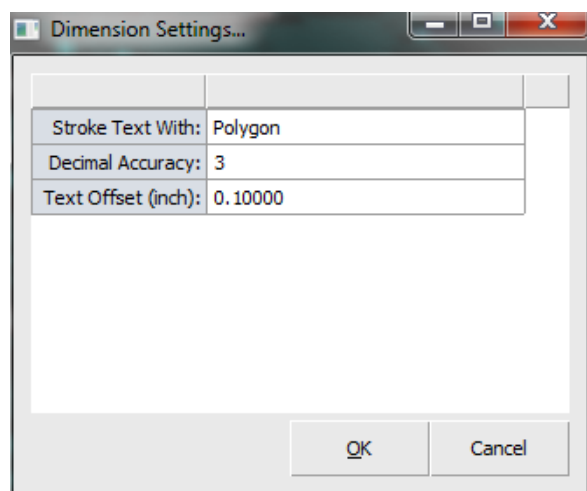 Dimension Settings...
Stroke Text With: Polygon
Decimal Accuracy: 3
Text Offset (inch): 0.10000
OK Cancel